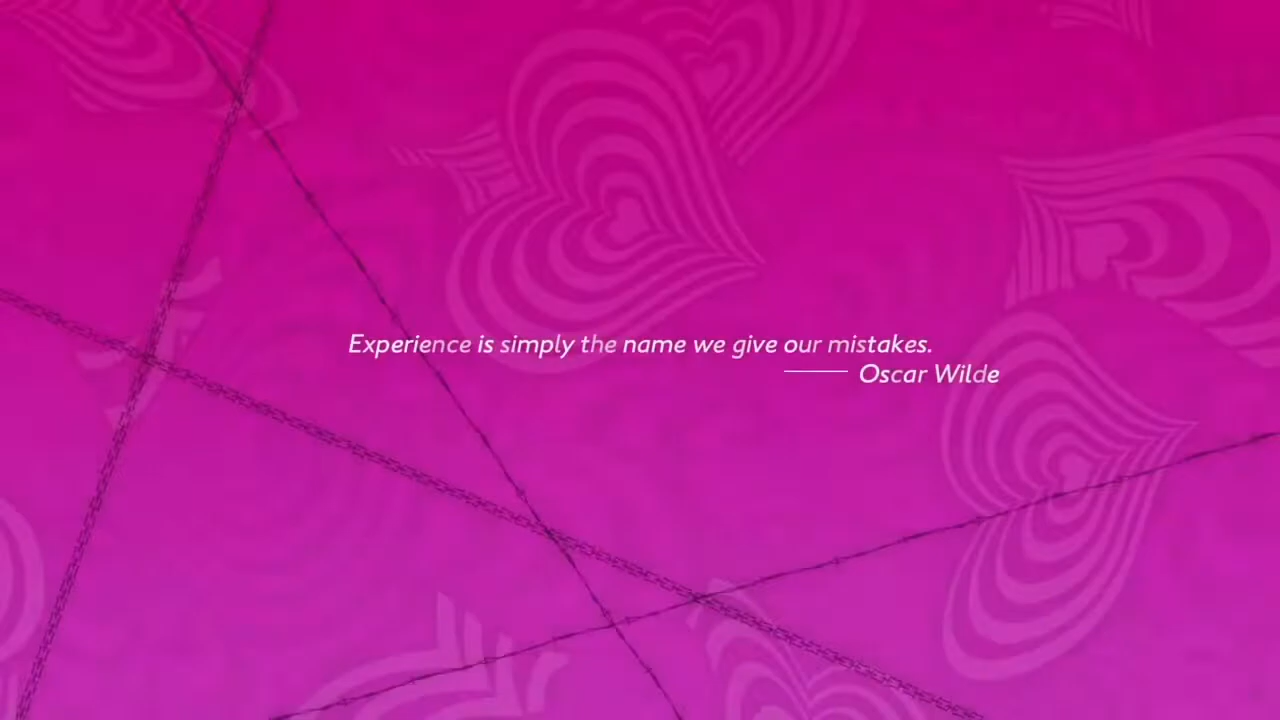 Experience is simply the name we give our mistakes.
—— Oscar Wilde